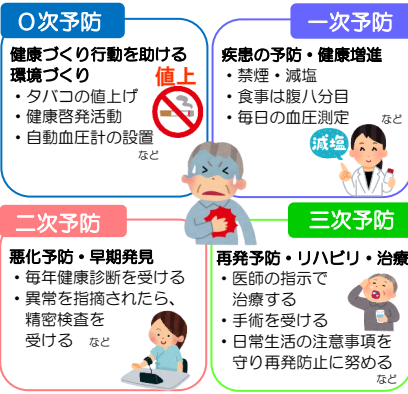 ０次予防
健康づくり行動を助ける
環境づくり
・タバコの値上げ
・健康啓発活動
・自動血圧計の設置
など
値上
一次予防
疾患の予防・健康増進
・禁煙・減塩
・食事は腹八分目
・毎日の血圧測定
など
減塩
二次予防
悪化予防・早期発見
・毎年健康診断を受ける
・異常を指摘されたら、
精密検査を
受ける など
三次予防
再発予防・リハビリ・治療
・医師の指示で
治療する
・手術を受ける
・日常生活の注意事項を
守り再発防止に努める
など